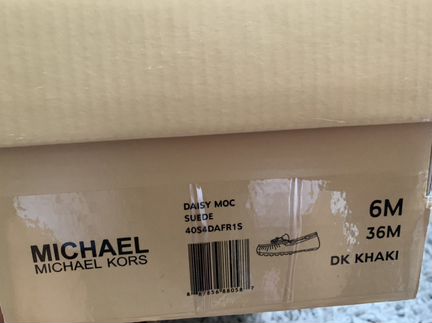 MICHAEL
MICHAEL KORS
DAISY MOC
SUEDE
40S4DAFR1S
6M
36M
DK KHAKI